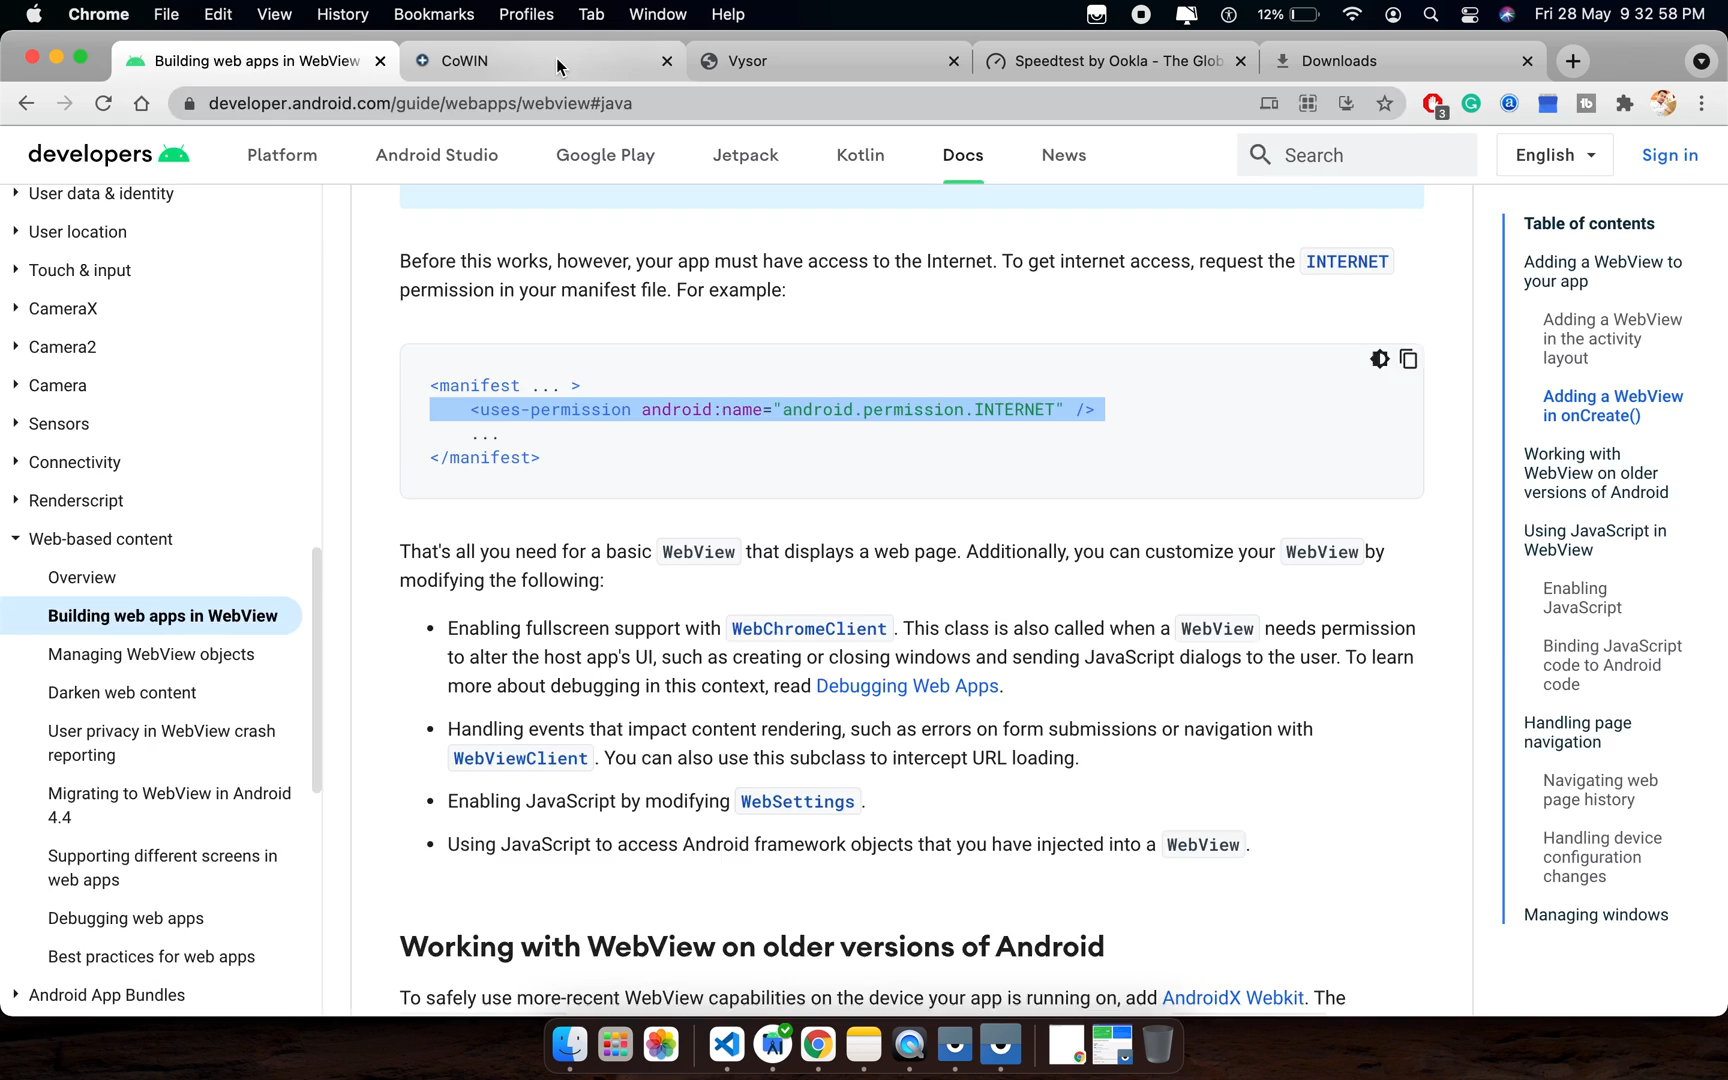 Chrome File Edit View History Bookmarks Profiles Tab Window Help 12% Fri 28 May 9 32 58 PM
Building web apps in WebView CoWIN Vysor Speedtest by Ookla - The Glob Downloads
developer.android.com/guide/webapps/webview#java 3
developers Platform Android Studio Google Play Jetpack Kotlin Docs News Search English Sign in
User data & identity
User location
Touch & input
CameraX
Camera2
Camera
Sensors
Connectivity
Renderscript
Web-based content
Overview
Building web apps in WebView
Managing WebView objects
Darken web content
User privacy in WebView crash
reporting
Migrating to WebView in Android
4.4
Supporting different screens in
web apps
Debugging web apps
Best practices for web apps
Android App Bundles
Before this works, however, your app must have access to the Internet. To get internet access, request the INTERNET
permission in your manifest file. For example:
<manifest ... >
<uses-permission android:name="android.permission.INTERNET" />
...
</manifest>
That's all you need for a basic WebView that displays a web page. Additionally, you can customize your WebView by
modifying the following:
• Enabling fullscreen support with WebChromeClient. This class is also called when a WebView needs permission
to alter the host app's UI, such as creating or closing windows and sending JavaScript dialogs to the user. To learn
more about debugging in this context, read Debugging Web Apps.
• Handling events that impact content rendering, such as errors on form submissions or navigation with
WebViewClient. You can also use this subclass to intercept URL loading.
• Enabling JavaScript by modifying WebSettings.
• Using JavaScript to access Android framework objects that you have injected into a WebView.
Working with WebView on older versions of Android
To safely use more-recent WebView capabilities on the device your app is running on, add AndroidX Webkit. The
Table of contents
Adding a WebView to
your app
Adding a WebView
in the activity
layout
Adding a WebView
in onCreate()
Working with
WebView on older
versions of Android
Using JavaScript in
WebView
Enabling
JavaScript
Binding JavaScript
code to Android
code
Handling page
navigation
Navigating web
page history
Handling device
configuration
changes
Managing windows